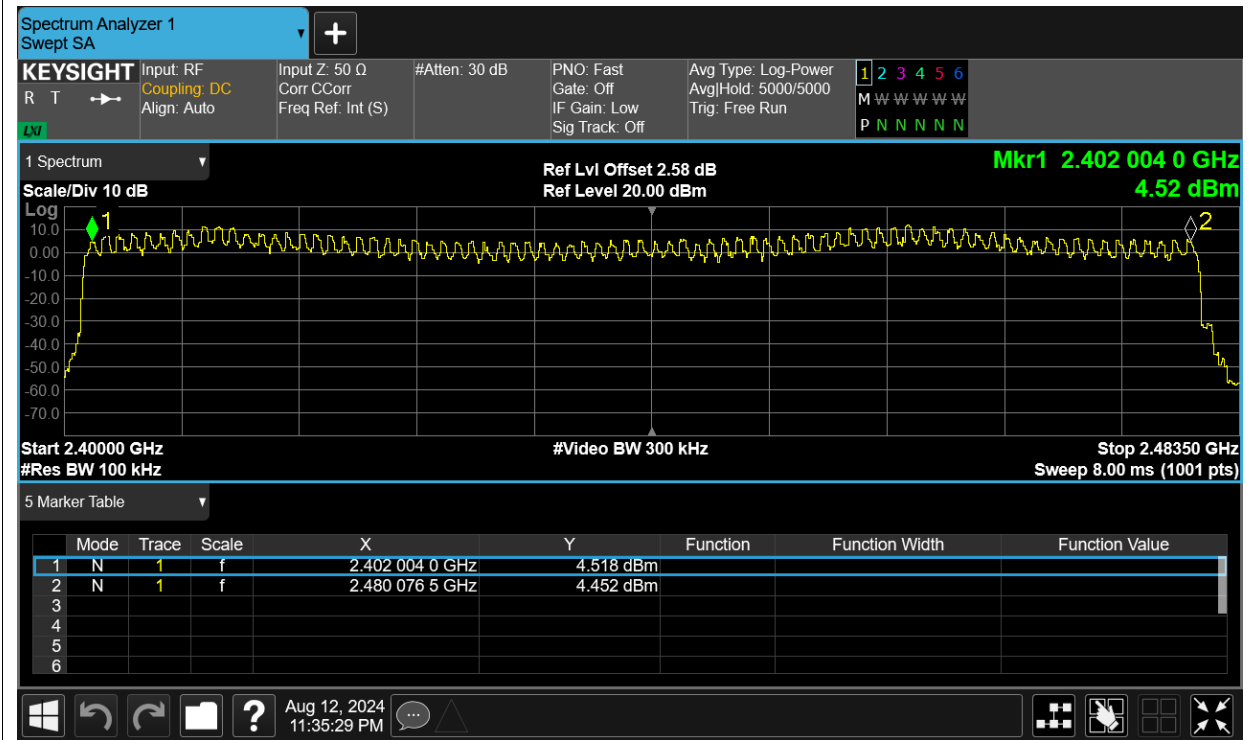 Spectrum Analyzer 1
Swept SA
+
KEYSIGHT
R T
LXI
Input: RF
Coupling: DC
Align: Auto
Input Z: 50 Ω
Corr CCorr
Freq Ref: Int (S)
#Atten: 30 dB
PNO: Fast
Gate: Off
IF Gain: Low
Sig Track: Off
Avg Type: Log-Power
Avg|Hold: 5000/5000
Trig: Free Run
1 2 3 4 5 6
M W W W W W
P N N N N N
1 Spectrum
Scale/Div 10 dB
Ref Lvl Offset 2.58 dB
Ref Level 20.00 dBm
Mkr1 2.402 004 0 GHz
4.52 dBm
Log
1
2
10.0
0.00
-10.0
-20.0
-30.0
-40.0
-50.0
-60.0
-70.0
Start 2.40000 GHz
#Res BW 100 kHz
#Video BW 300 kHz
Stop 2.48350 GHz
Sweep 8.00 ms (1001 pts)
5 Marker Table
Mode Trace Scale X Y Function Function Width Function Value
1 N 1 f 2.402 004 0 GHz 4.518 dBm
2 N 1 f 2.480 076 5 GHz 4.452 dBm
3
4
5
6
?
Aug 12, 2024
11:35:29 PM